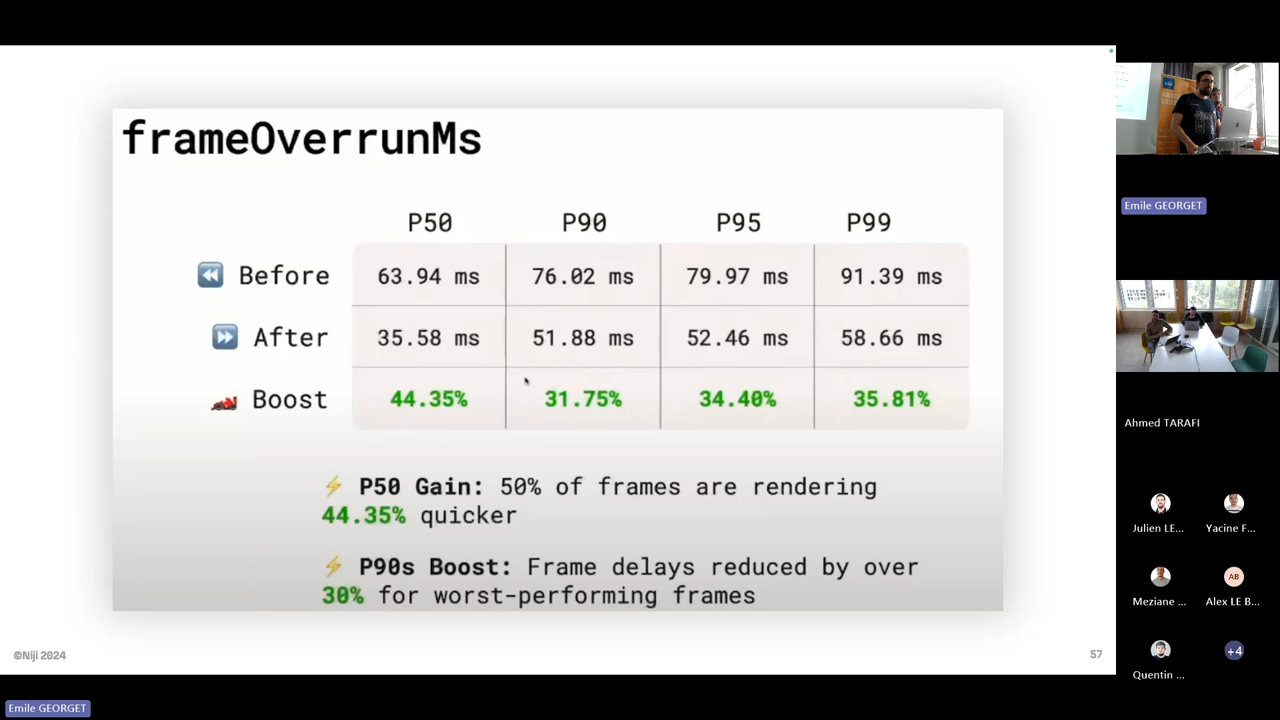 frameOverrunMs
P50 P90 P95 P99
Before 63.94 ms 76.02 ms 79.97 ms 91.39 ms
After 35.58 ms 51.88 ms 52.46 ms 58.66 ms
Boost 44.35% 31.75% 34.40% 35.81%
P50 Gain: 50% of frames are rendering
44.35% quicker
P90s Boost: Frame delays reduced by over
30% for worst-performing frames
©Niji 2024
57
Emile GEORGET
Emile GEORGET
Ahmed TARAFI
Julien LE... Yacine F...
AB
Meziane ... Alex LE B...
+4
Quentin ...